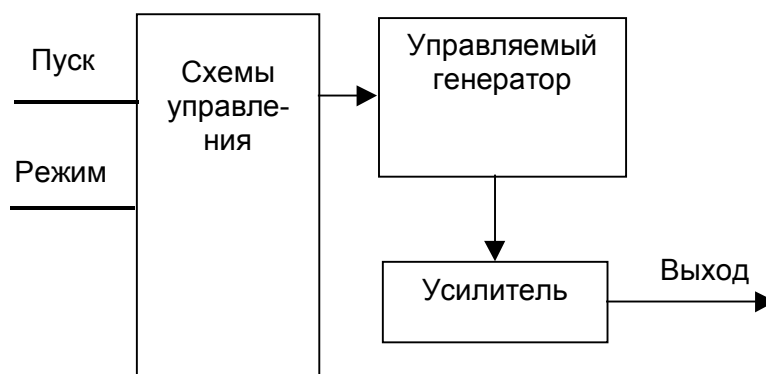 Пуск
Режим
Схемы
управле-
ния
Управляемый
генератор
Усилитель
Выход